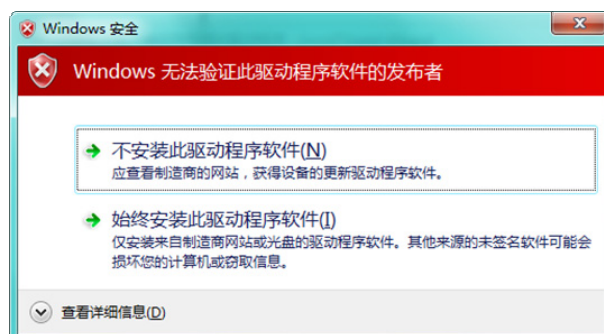 Windows 安全
Windows 无法验证此驱动程序软件的发布者
不安装此驱动程序软件(N)
应查看制造商的网站，获得设备的更新驱动程序软件。
始终安装此驱动程序软件(I)
仅安装来自制造商网站或光盘的驱动程序软件。其他来源的未签名软件可能会
损坏您的计算机或窃取信息。
查看详细信息(D)